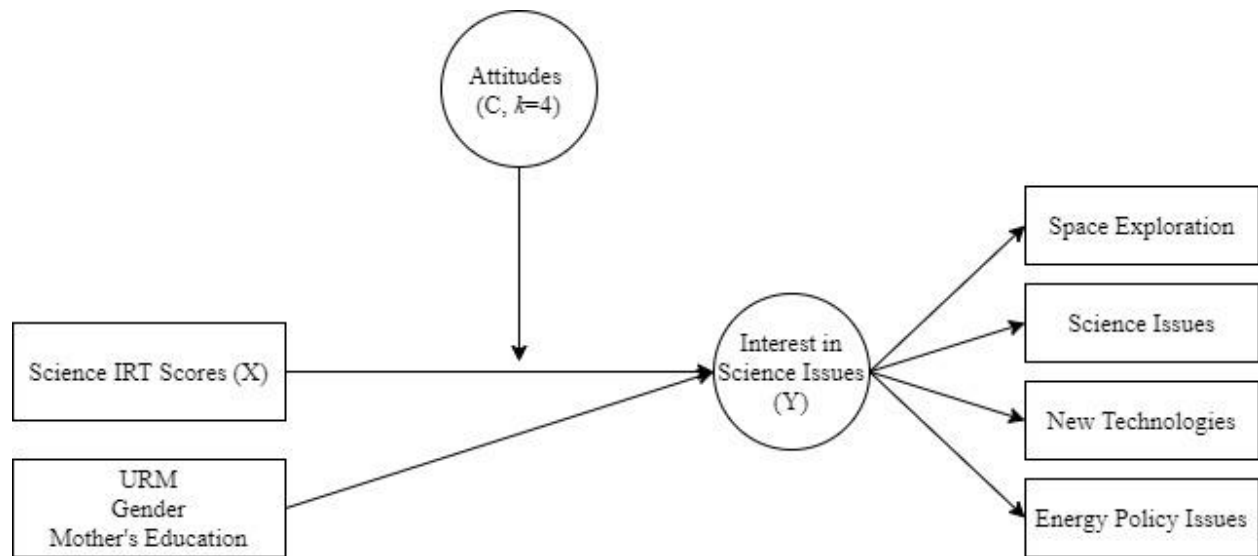 Attitudes
(C, k=4)
Space Exploration
Science Issues
Science IRT Scores (X)
Interest in
Science Issues
(Y)
New Technologies
URM
Gender
Mother's Education
Energy Policy Issues